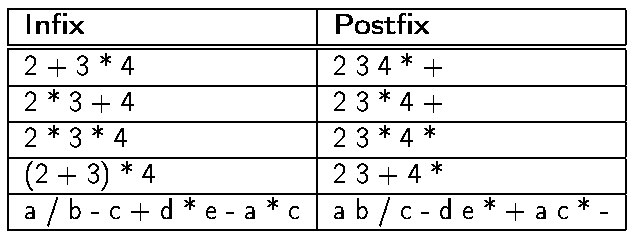 Infix Postfix
2 + 3 * 4 2 3 4 * +
2 * 3 + 4 2 3 * 4 +
2 * 3 * 4 2 3 * 4 *
(2 + 3) * 4 2 3 + 4 *
a / b - c + d * e - a * c a b / c - d e * + a c * -